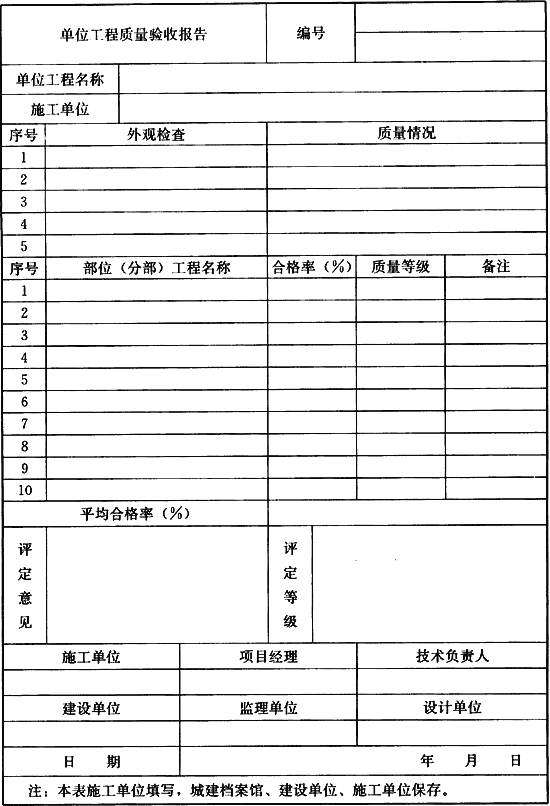 单位工程质量验收报告 编号
单位工程名称
施工单位
序号 外观检查 质量情况
1
2
3
4
5
序号 部位（分部）工程名称 合格率（%） 质量等级 备注
1
2
3
4
5
6
7
8
9
10
平均合格率（%）
评定意见 评定等级
施工单位 项目经理 技术负责人
建设单位 监理单位 设计单位
日 期 年 月 日
注：本表施工单位填写，城建档案馆、建设单位、施工单位保存。